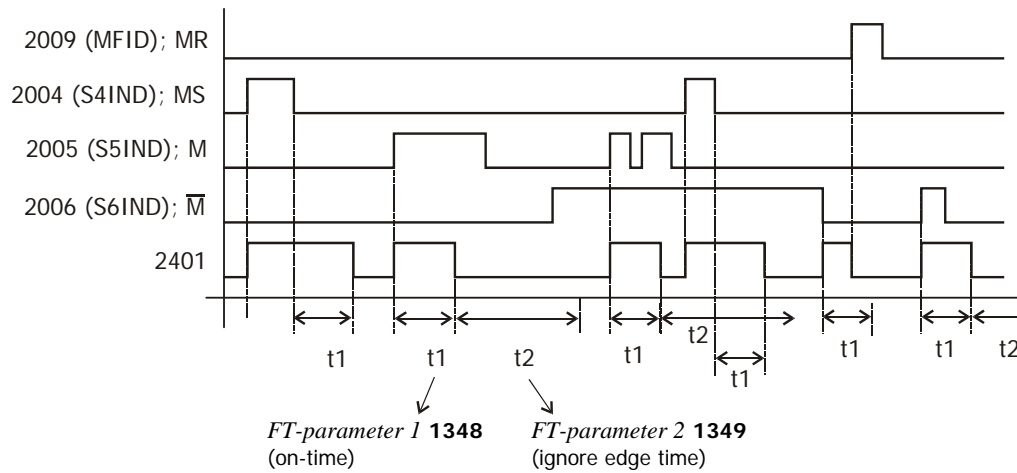 2009 (MFID); MR
2004 (S4IND); MS
2005 (S5IND); M
2006 (S6IND); M̅
2401
t1 t1 t2 t1 t2 t1 t1 t1 t2
FT-parameter 1 1348
(on-time)
FT-parameter 2 1349
(ignore edge time)